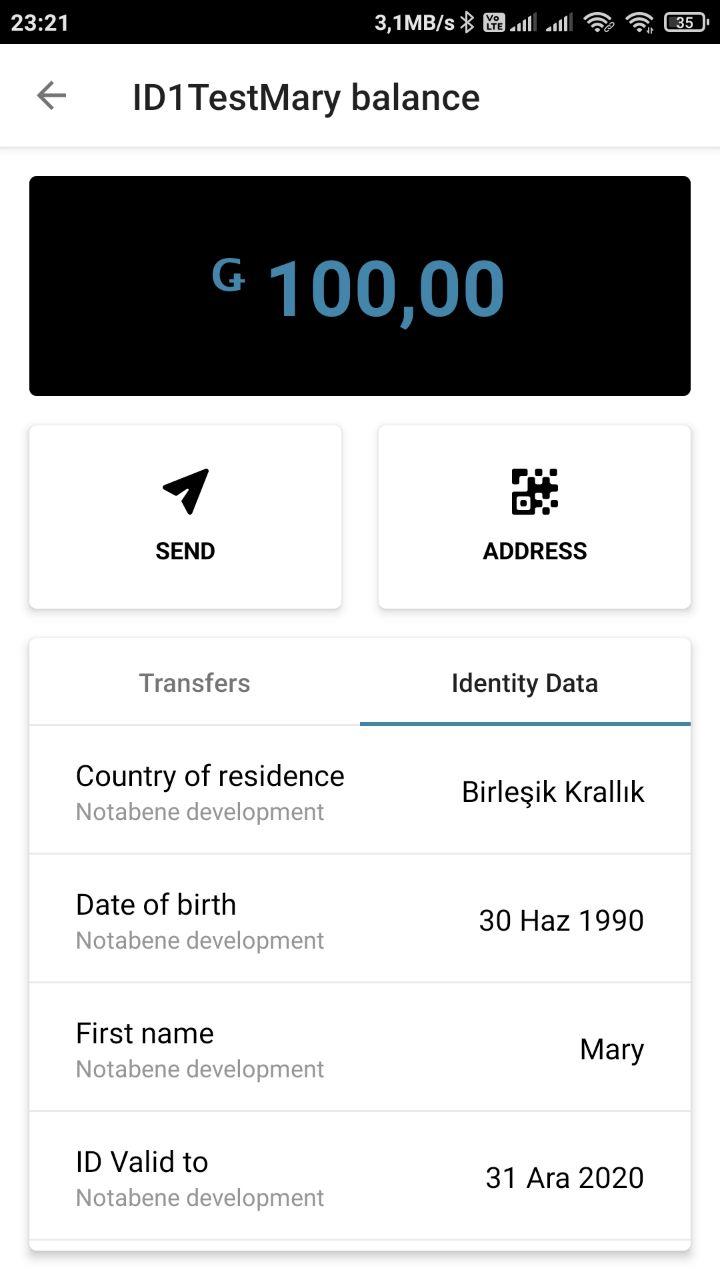 23:21 3,1MB/s Vo LTE 35
ID1TestMary balance
Ǥ 100,00
SEND
ADDRESS
Transfers
Identity Data
Country of residence
Notabene development
Birleşik Krallık
Date of birth
Notabene development
30 Haz 1990
First name
Notabene development
Mary
ID Valid to
Notabene development
31 Ara 2020